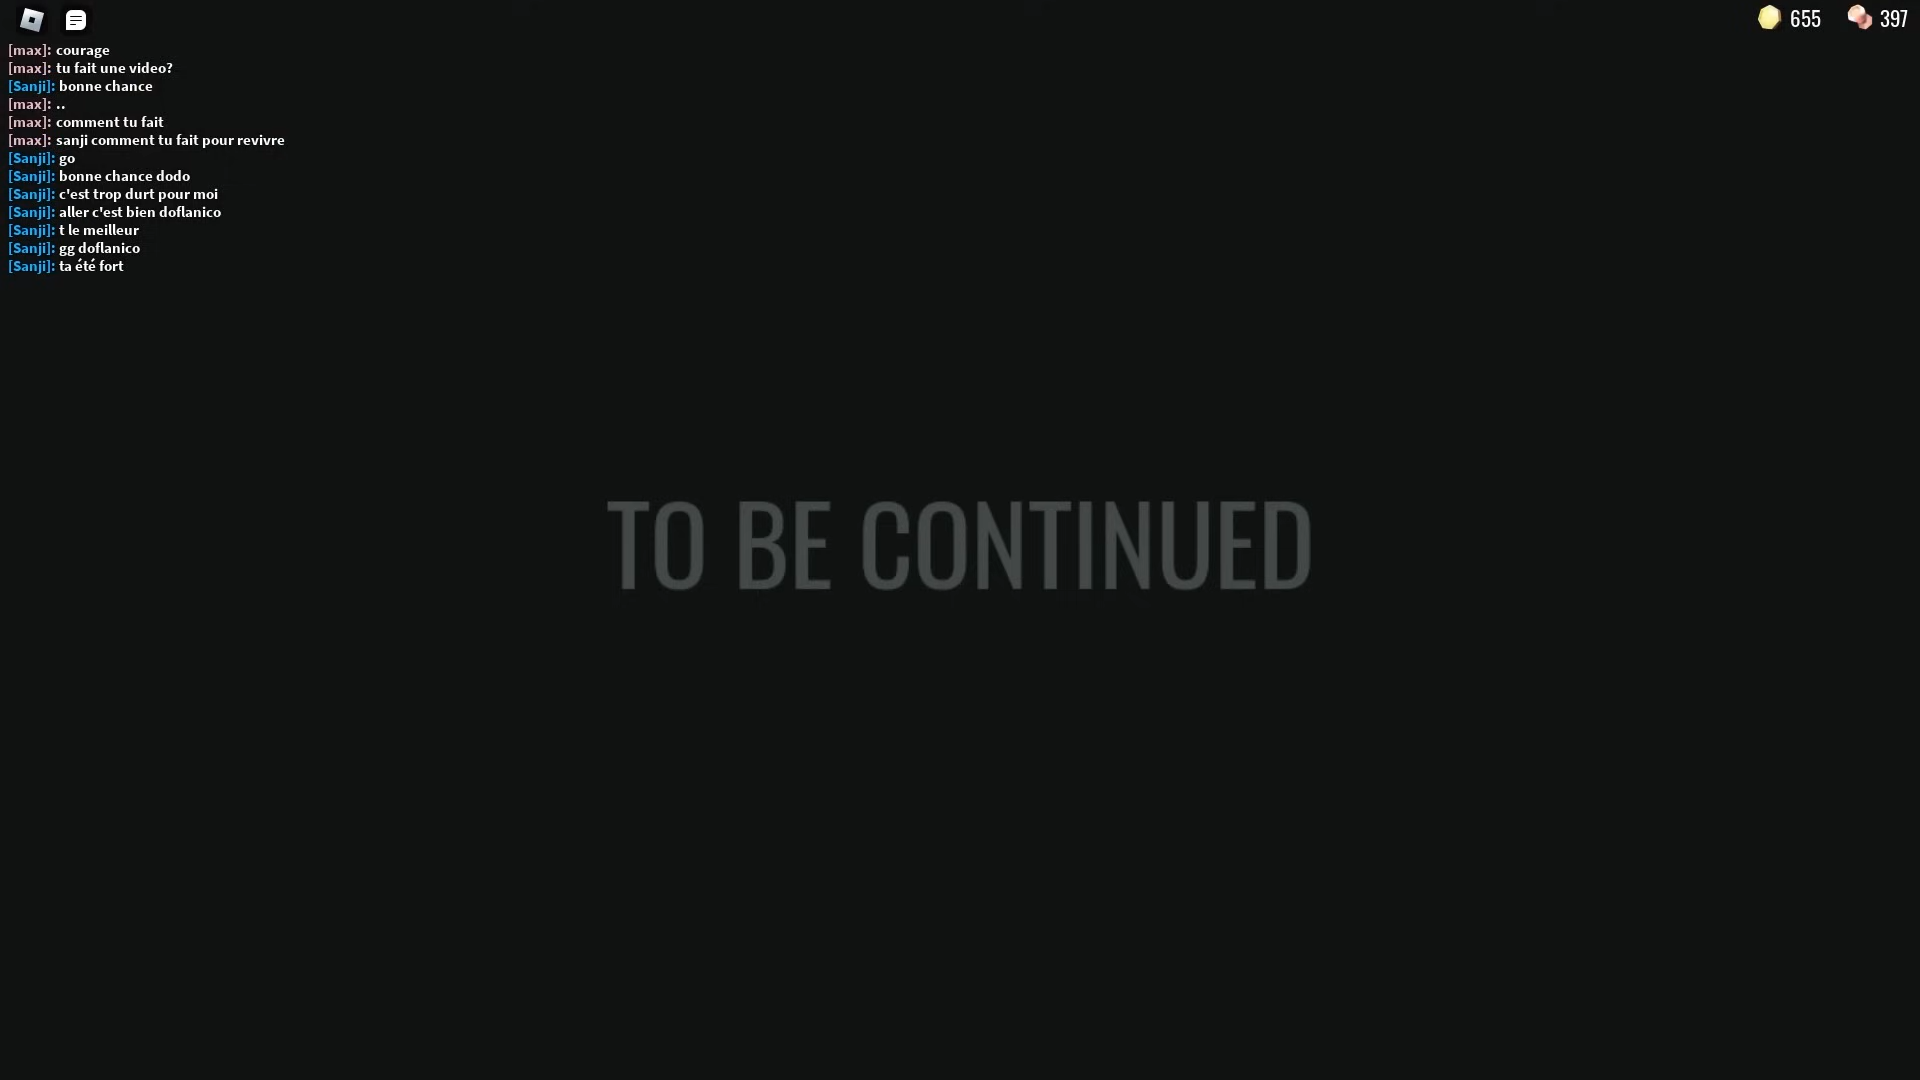 655 397
[max]: courage
[max]: tu fait une video?
[Sanji]: bonne chance
[max]: ..
[max]: comment tu fait
[max]: sanji comment tu fait pour revivre
[Sanji]: go
[Sanji]: bonne chance dodo
[Sanji]: c'est trop durt pour moi
[Sanji]: aller c'est bien doflanico
[Sanji]: t le meilleur
[Sanji]: gg doflanico
[Sanji]: ta été fort
TO BE CONTINUED